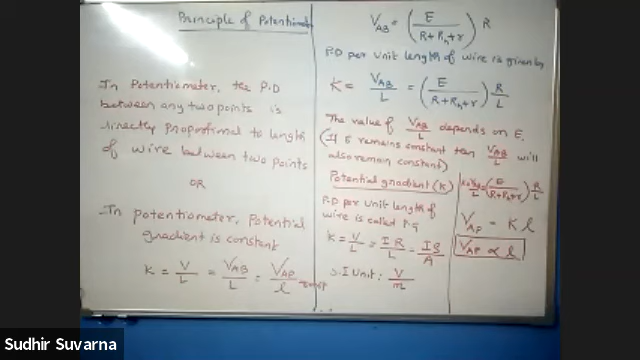 Principle of Potentiometer
In Potentiometer, the P.D
between any two points is
directly proportional to length
of wire between two points
OR
In potentiometer, Potential
gradient is constant
K = V/L = V_AB/L = V_AP/l
V_AB = (E/(R+R_h+r)) R
P.D per unit length of wire is given by
K = V_AB/L = (E/(R+R_h+r)) R/L
The value of V_AB/L depends on E.
(If E remains constant then V_AB/L will
also remain constant)
Potential gradient (K)
P.D per unit length of
wire is called P.G
K = V/L = IR/L = Iρ/A
S.I Unit: V/m
K = V_AB/L = (E/(R+R_h+r)) R/L
V_AP = K l
V_AP ∝ l
Sudhir Suvarna